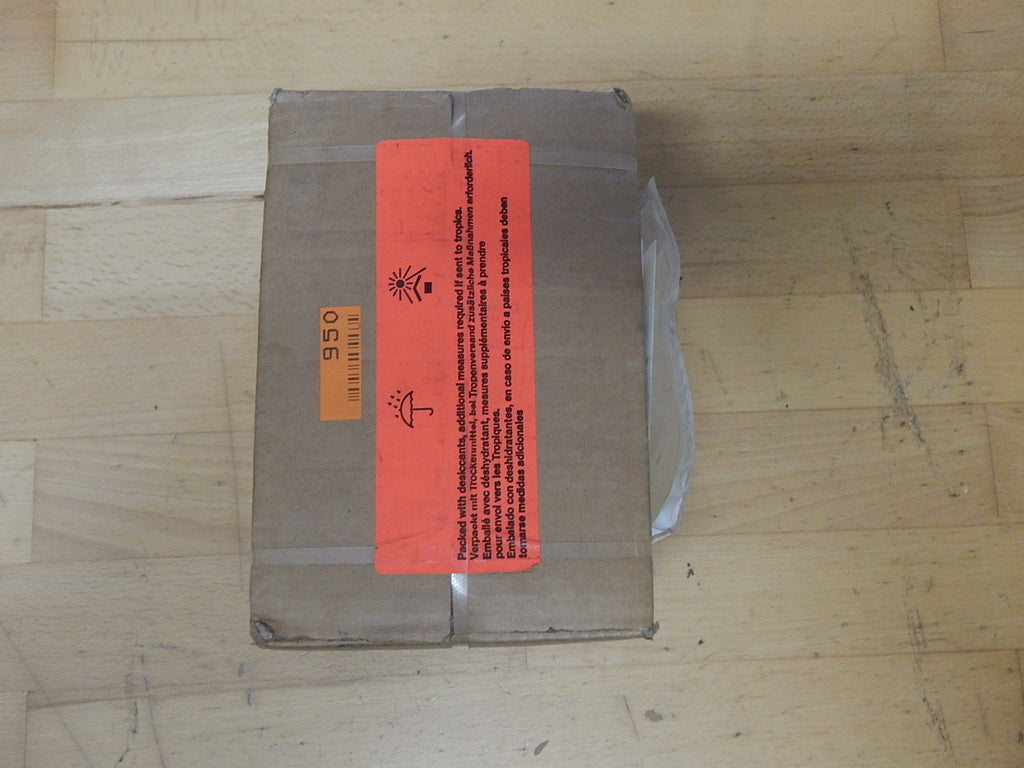 950
Packed with desiccants, additional measures required if sent to tropics.
Verpackt mit Trockenmittel, bei Tropenversand zusätzliche Maßnahmen erforderlich.
Emballé avec déshydratant, mesures supplémentaires à prendre
pour envoi vers les Tropiques.
Embalado con deshidratantes, en caso de envio a paises tropicales deben
tomarse medidas adicionales